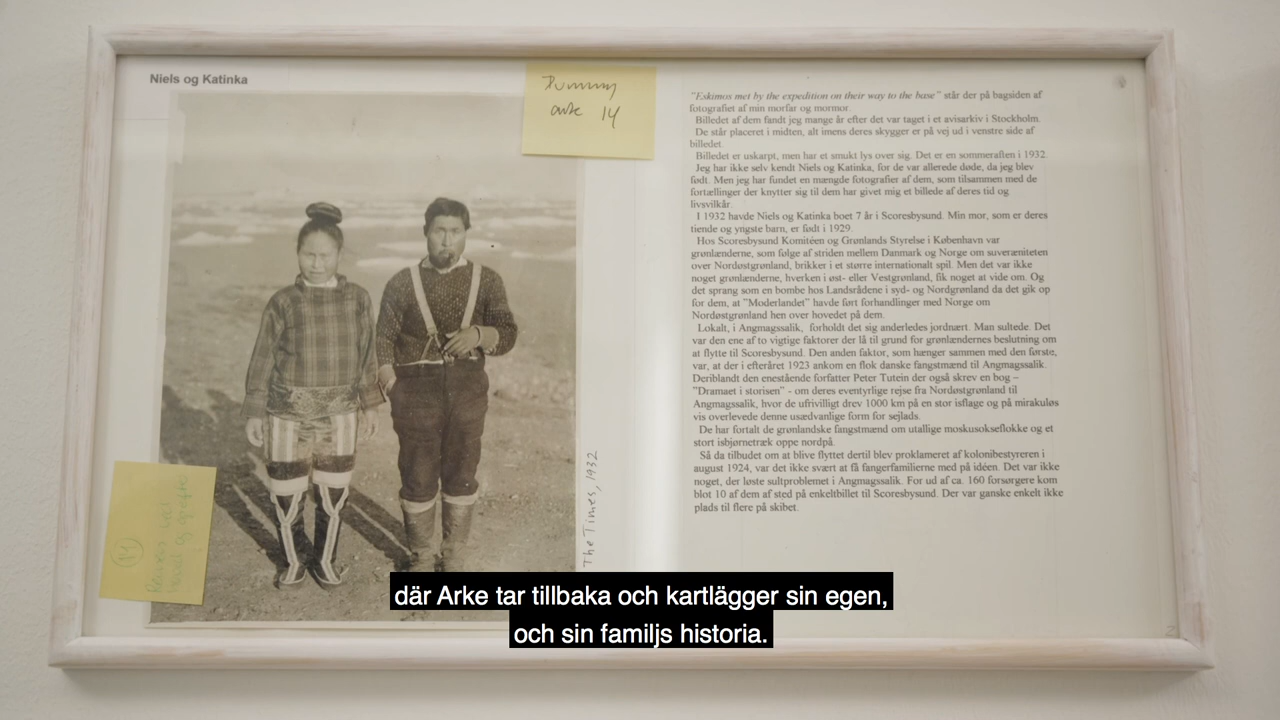 Niels og Katinka
Dummy
ark 14
The Times, 1932
"Eskimos met by the expedition on their way to the base" står der på bagsiden af
fotografiet af min morfar og mormor.
Billedet af dem fandt jeg mange år efter det var taget i et avisarkiv i Stockholm.
De står placeret i midten, alt imens deres skygger er på vej ud i venstre side af
billedet.
Billedet er uskarpt, men har et smukt lys over sig. Det er en sommeraften i 1932.
Jeg har ikke selv kendt Niels og Katinka, for de var allerede døde, da jeg blev
født. Men jeg har fundet en mængde fotografier af dem, som tilsammen med de
fortællinger der knytter sig til dem har givet mig et billede af deres tid og
livsvilkår.
I 1932 havde Niels og Katinka boet 7 år i Scoresbysund. Min mor, som er deres
tiende og yngste barn, er født i 1929.
Hos Scoresbysund Komitéen og Grønlands Styrelse i København var
grønlænderne, som følge af striden mellem Danmark og Norge om suveræniteten
over Nordøstgrønland, brikker i et større internationalt spil. Men det var ikke
noget grønlænderne, hverken i øst- eller Vestgrønland, fik noget at vide om. Og
det sprang som en bombe hos Landsrådene i syd- og Nordgrønland da det gik op
for dem, at "Moderlandet" havde ført forhandlinger med Norge om
Nordøstgrønland hen over hovedet på dem.
Lokalt, i Angmagssalik, forholdt det sig anderledes jordnært. Man sultede. Det
var den ene af to vigtige faktorer der lå til grund for grønlændernes beslutning om
at flytte til Scoresbysund. Den anden faktor, som hænger sammen med den første,
var, at der i efteråret 1923 ankom en flok danske fangstmænd til Angmagssalik.
Deriblandt den enestående forfatter Peter Tutein der også skrev en bog –
"Dramaet i storisen" - om deres eventyrlige rejse fra Nordøstgrønland til
Angmagssalik, hvor de ufrivilligt drev 1000 km på en stor isflage og på mirakuløs
vis overlevede denne usædvanlige form for sejlads.
De har fortalt de grønlandske fangstmænd om utallige moskusokseflokke og et
stort isbjørnetræk oppe nordpå.
Så da tilbudet om at blive flyttet dertil blev proklameret af kolonibestyreren i
august 1924, var det ikke svært at få fangerfamilierne med på idéen. Det var ikke
noget, der løste sultproblemet i Angmagssalik. For ud af ca. 160 forsørgere kom
blot 10 af dem af sted på enkeltbillet til Scoresbysund. Der var ganske enkelt ikke
plads til flere på skibet.
där Arke tar tillbaka och kartlägger sin egen,
och sin familjs historia.